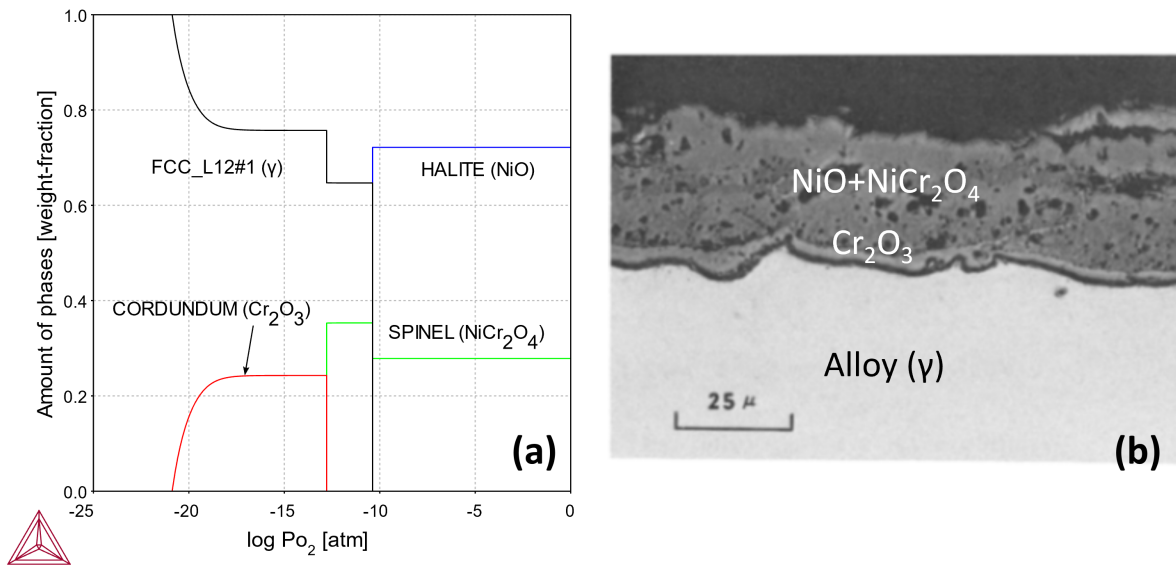 1.0
0.8
0.6
0.4
0.2
0.0
Amount of phases [weight-fraction]
FCC_L12#1 (γ)
HALITE (NiO)
CORDUNDUM (Cr2O3)
SPINEL (NiCr2O4)
(a)
-25 -20 -15 -10 -5 0
log Po2 [atm]
NiO+NiCr2O4
Cr2O3
Alloy (γ)
25 μ
(b)